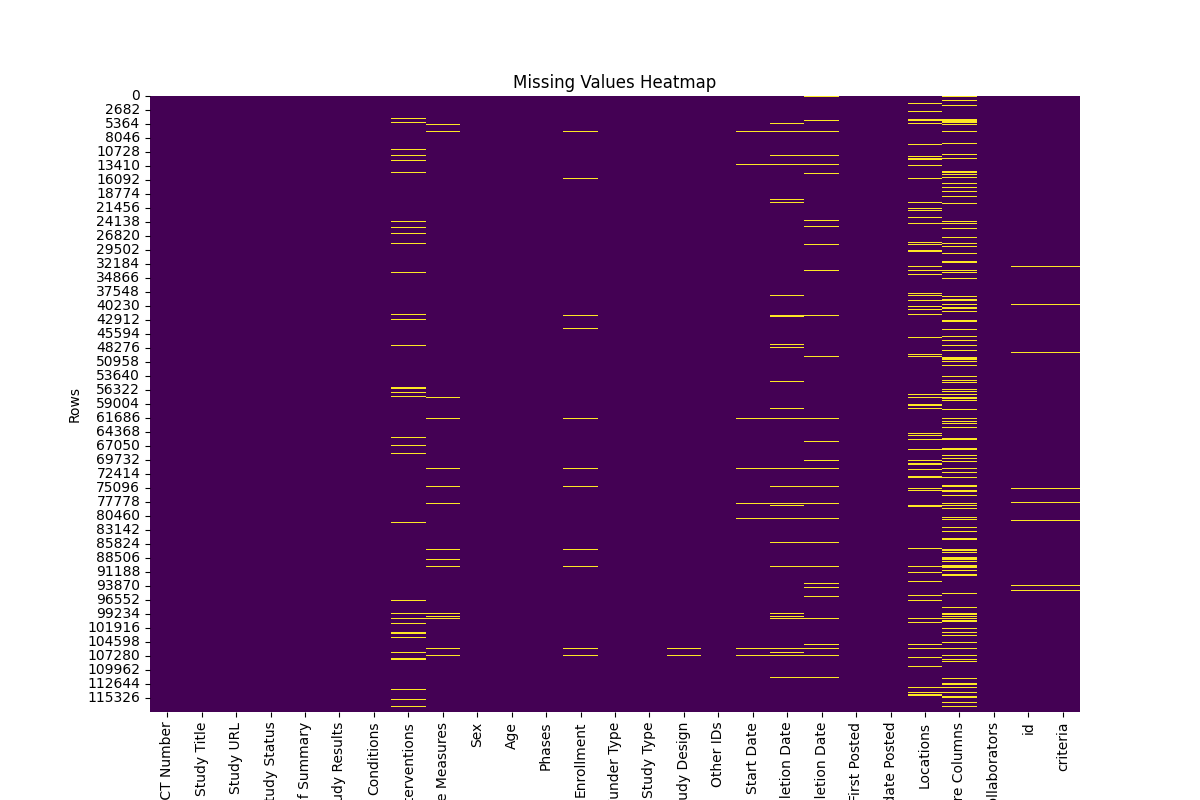 Missing Values Heatmap
Rows
0
2682
5364
8046
10728
13410
16092
18774
21456
24138
26820
29502
32184
34866
37548
40230
42912
45594
48276
50958
53640
56322
59004
61686
64368
67050
69732
72414
75096
77778
80460
83142
85824
88506
91188
93870
96552
99234
101916
104598
107280
109962
112644
115326
CT Number
Study Title
Study URL
tudy Status
f Summary
udy Results
Conditions
terventions
e Measures
Sex
Age
Phases
Enrollment
under Type
Study Type
udy Design
Other IDs
Start Date
letion Date
letion Date
First Posted
date Posted
Locations
re Columns
ollaborators
id
criteria